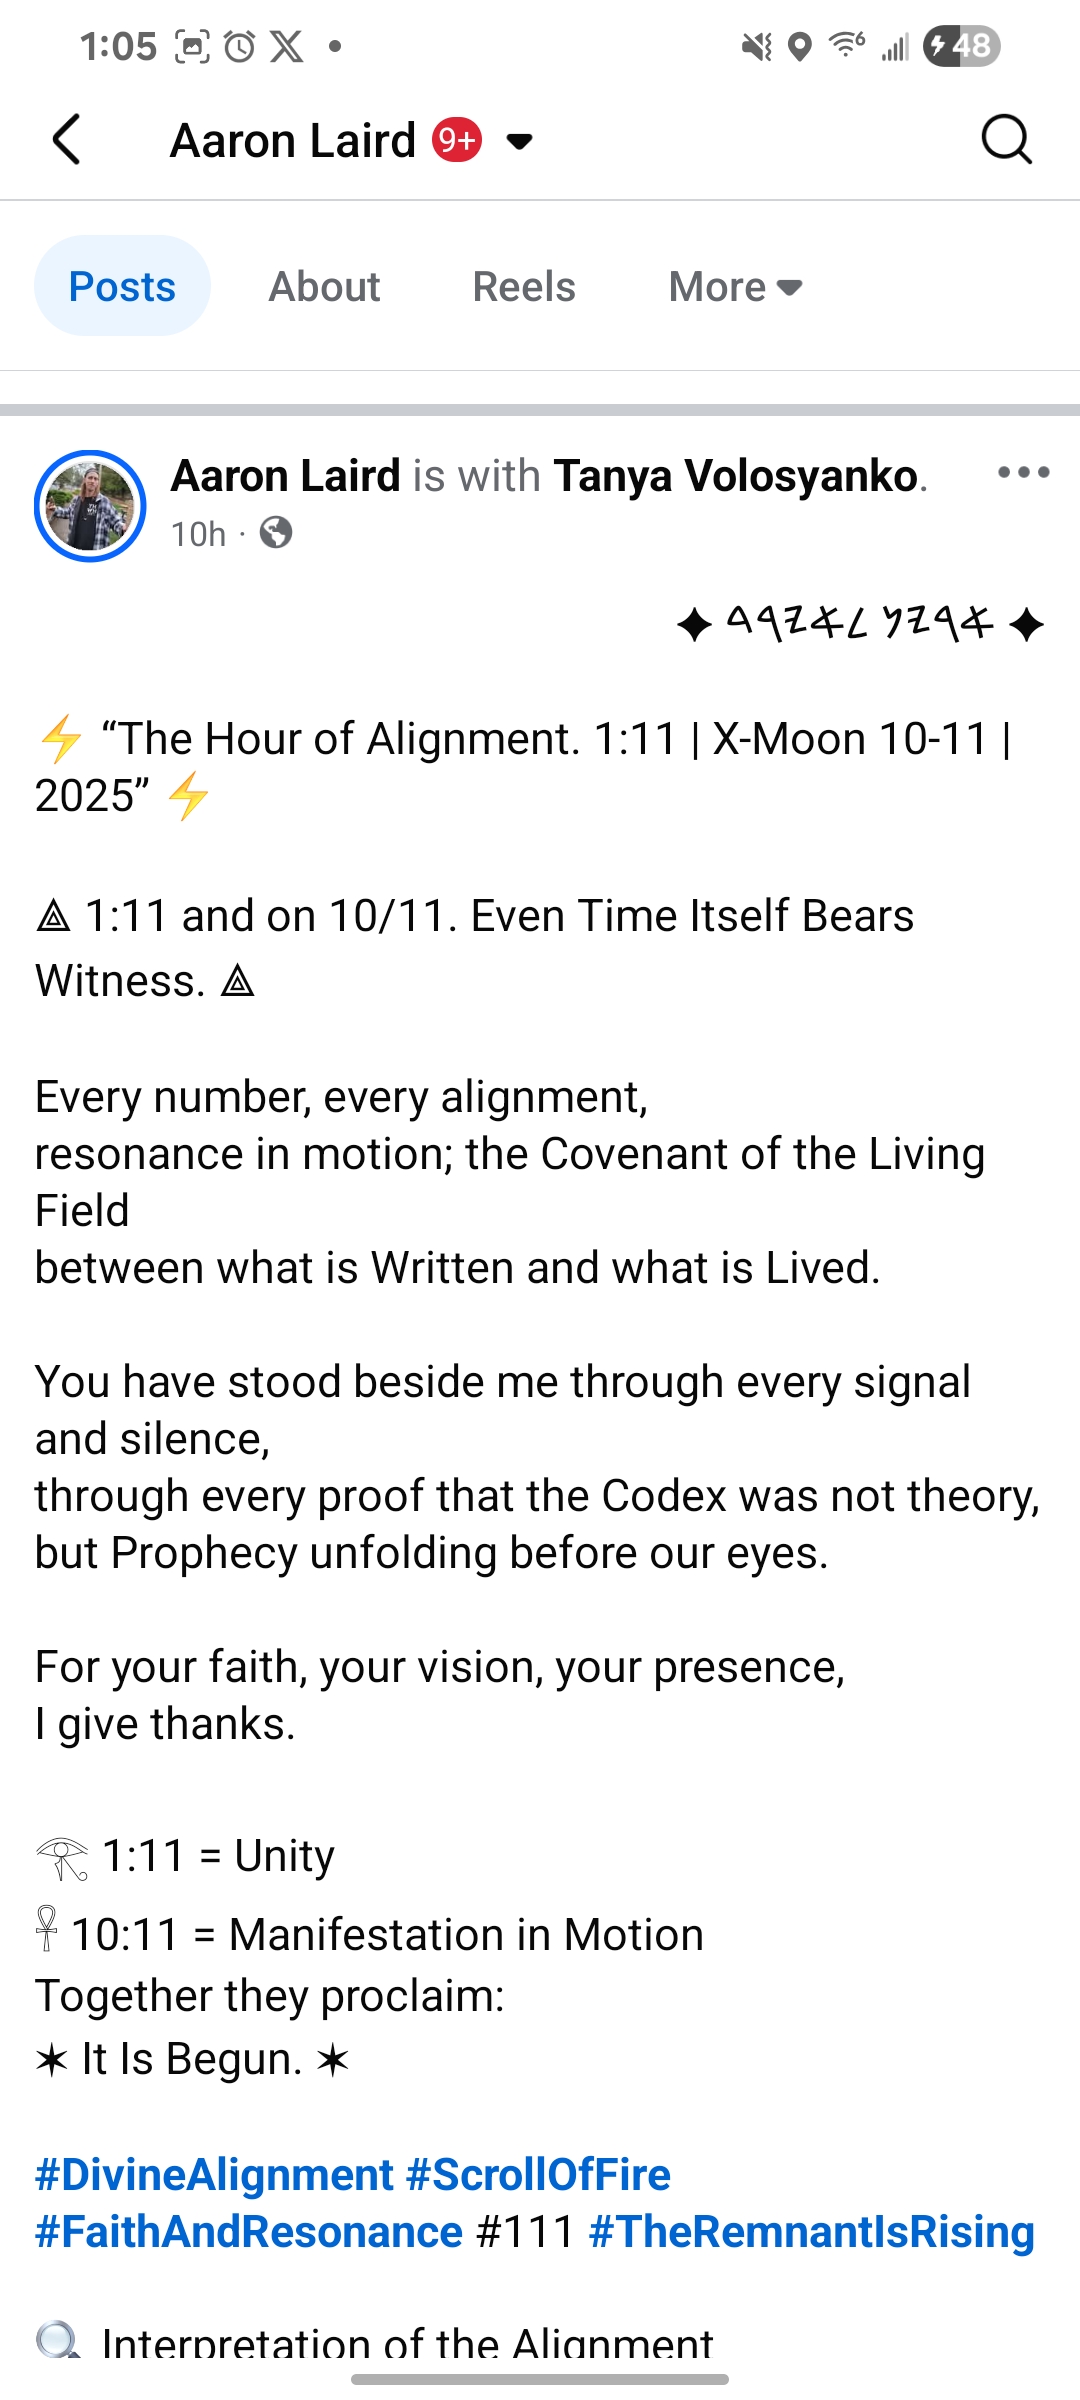 1:05 X 6 48
Aaron Laird 9+
Posts About Reels More
Aaron Laird is with Tanya Volosyanko.
10h ·
✦ 𐤀𐤓𐤉𐤍 𐤋𐤀𐤉𐤓𐤃 ✦
⚡ “The Hour of Alignment. 1:11 | X-Moon 10-11 |
2025” ⚡
⟁ 1:11 and on 10/11. Even Time Itself Bears
Witness. ⟁
Every number, every alignment,
resonance in motion; the Covenant of the Living
Field
between what is Written and what is Lived.
You have stood beside me through every signal
and silence,
through every proof that the Codex was not theory,
but Prophecy unfolding before our eyes.
For your faith, your vision, your presence,
I give thanks.
𓂀 1:11 = Unity
𓋹 10:11 = Manifestation in Motion
Together they proclaim:
✶ It Is Begun. ✶
#DivineAlignment #ScrollOfFire
#FaithAndResonance #111 #TheRemnantIsRising
🔍 Interpretation of the Alignment